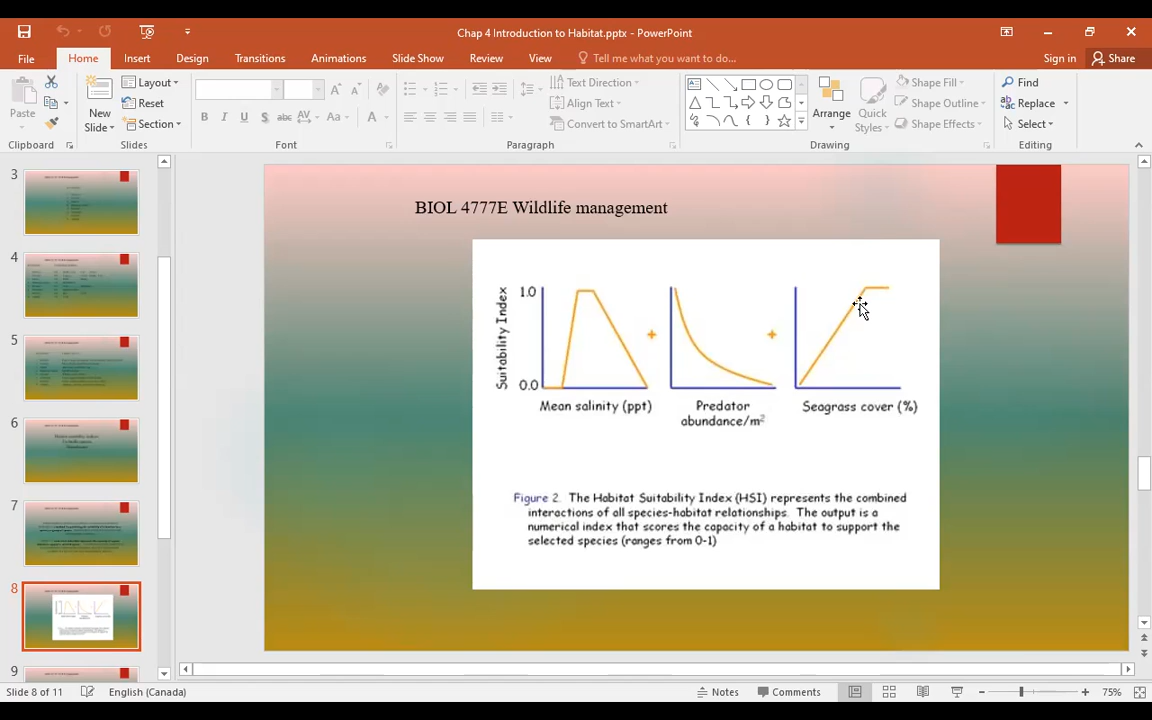 Chap 4 Introduction to Habitat.pptx - PowerPoint
File Home Insert Design Transitions Animations Slide Show Review View Tell me what you want to do... Sign in Share
Paste
New
Slide
Layout
Reset
Section
B I U S abc AV Aa A
Text Direction
Align Text
Convert to SmartArt
Arrange
Quick
Styles
Shape Fill
Shape Outline
Shape Effects
Find
Replace
Select
Clipboard Slides Font Paragraph Drawing Editing
3
4
5
6
7
8
9
BIOL 4777E Wildlife management
Suitability Index
1.0
0.0
+ +
Mean salinity (ppt)
Predator
abundance/m2
Seagrass cover (%)
Figure 2. The Habitat Suitability Index (HSI) represents the combined
interactions of all species-habitat relationships. The output is a
numerical index that scores the capacity of a habitat to support the
selected species (ranges from 0-1)
Slide 8 of 11 English (Canada) Notes Comments 75%